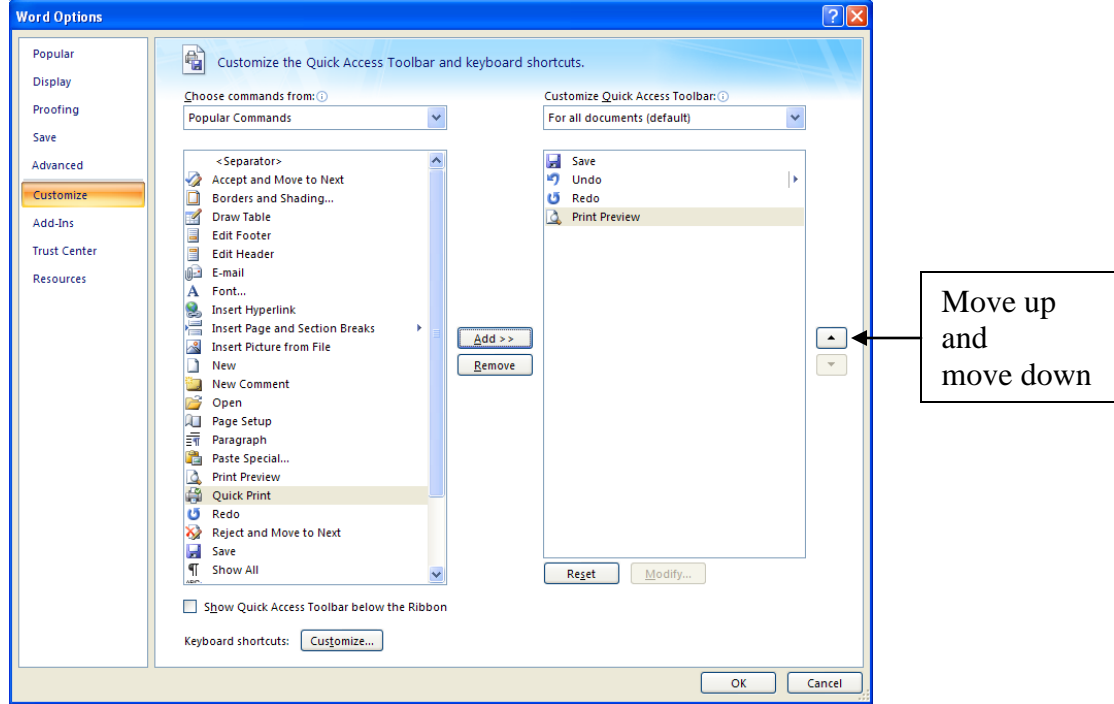 Word Options
Popular
Display
Proofing
Save
Advanced
Customize
Add-Ins
Trust Center
Resources
Customize the Quick Access Toolbar and keyboard shortcuts.
Choose commands from:
Popular Commands
<Separator>
Accept and Move to Next
Borders and Shading...
Draw Table
Edit Footer
Edit Header
E-mail
Font...
Insert Hyperlink
Insert Page and Section Breaks
Insert Picture from File
New
New Comment
Open
Page Setup
Paragraph
Paste Special...
Print Preview
Quick Print
Redo
Reject and Move to Next
Save
Show All
Add >>
Remove
Customize Quick Access Toolbar:
For all documents (default)
Save
Undo
Redo
Print Preview
Reset
Modify...
Show Quick Access Toolbar below the Ribbon
Keyboard shortcuts:
Customize...
OK
Cancel
Move up
and
move down